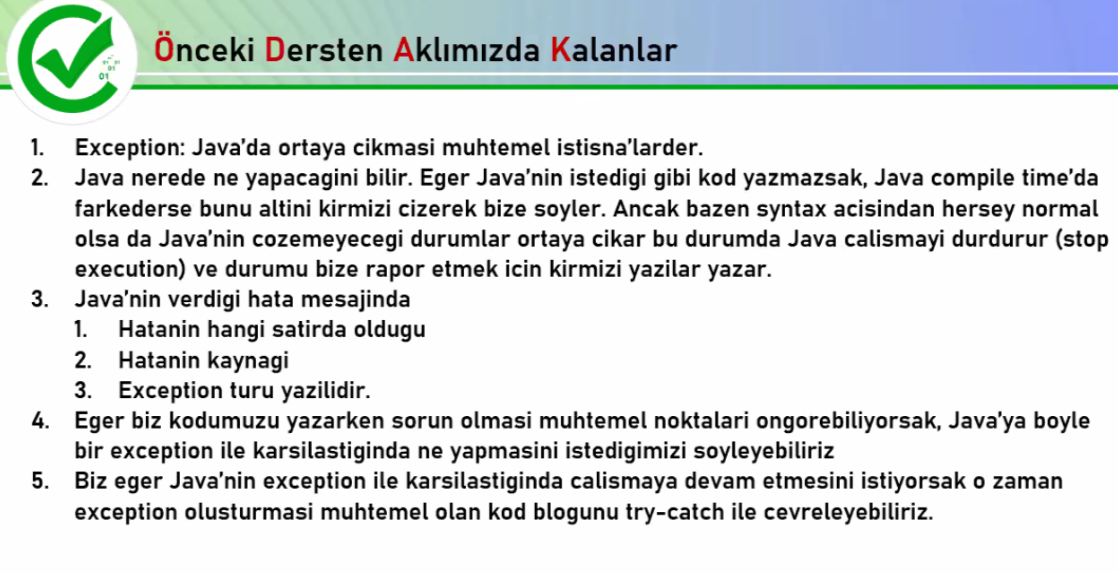 Önceki Dersten Aklımızda Kalanlar
1. Exception: Java'da ortaya cikmasi muhtemel istisna'larder.
2. Java nerede ne yapacagini bilir. Eger Java'nin istedigi gibi kod yazmazsak, Java compile time'da
farkederse bunu altini kirmizi cizerek bize soyler. Ancak bazen syntax acisindan hersey normal
olsa da Java'nin cozemeyecegi durumlar ortaya cikar bu durumda Java calismayi durdurur (stop
execution) ve durumu bize rapor etmek icin kirmizi yazilar yazar.
3. Java'nin verdigi hata mesajinda
1. Hatanin hangi satirda oldugu
2. Hatanin kaynagi
3. Exception turu yazilidir.
4. Eger biz kodumuzu yazarken sorun olmasi muhtemel noktalari ongorebiliyorsak, Java'ya boyle
bir exception ile karsilastiginda ne yapmasini istedigimizi soyleyebiliriz
5. Biz eger Java'nin exception ile karsilastiginda calismaya devam etmesini istiyorsak o zaman
exception olusturmasi muhtemel olan kod blogunu try-catch ile cevreleyebiliriz.